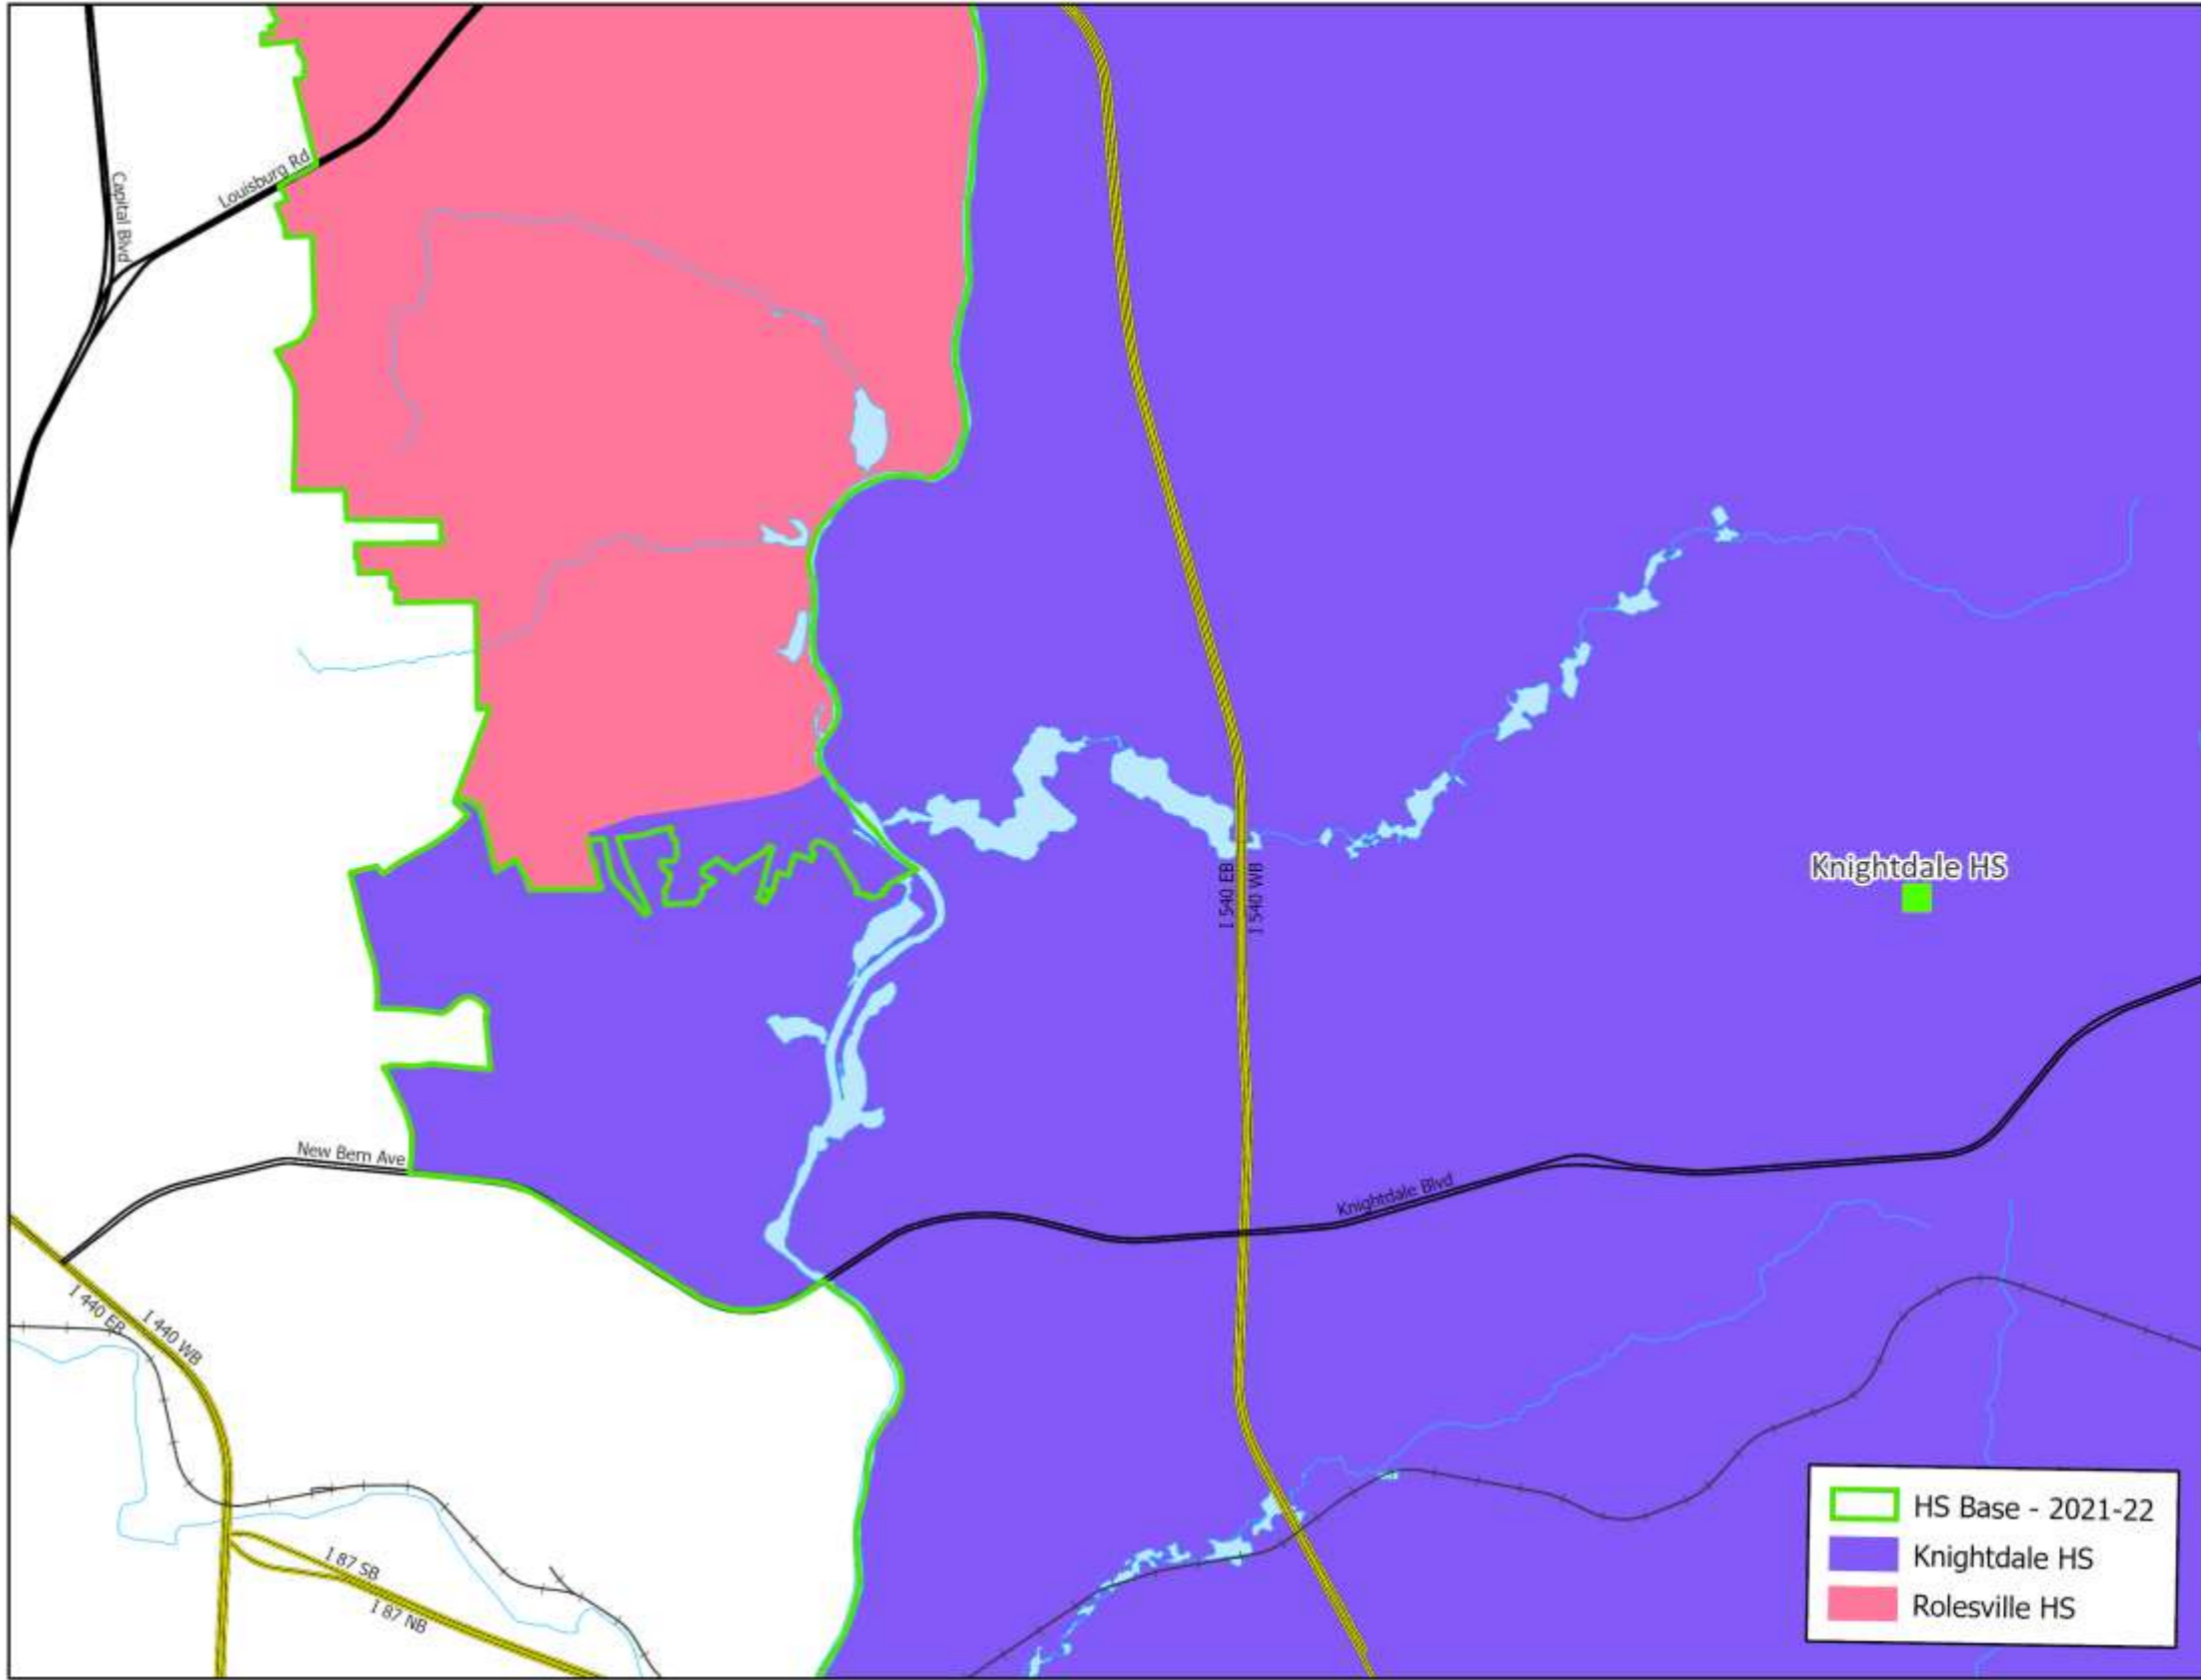 Capital Blvd
Louisburg Rd
Knightdale HS
I 540 EB
I 540 WB
New Bern Ave
Knightdale Blvd
I 440 EB
I 440 WB
I 87 SB
I 87 NB
HS Base - 2021-22
Knightdale HS
Rolesville HS